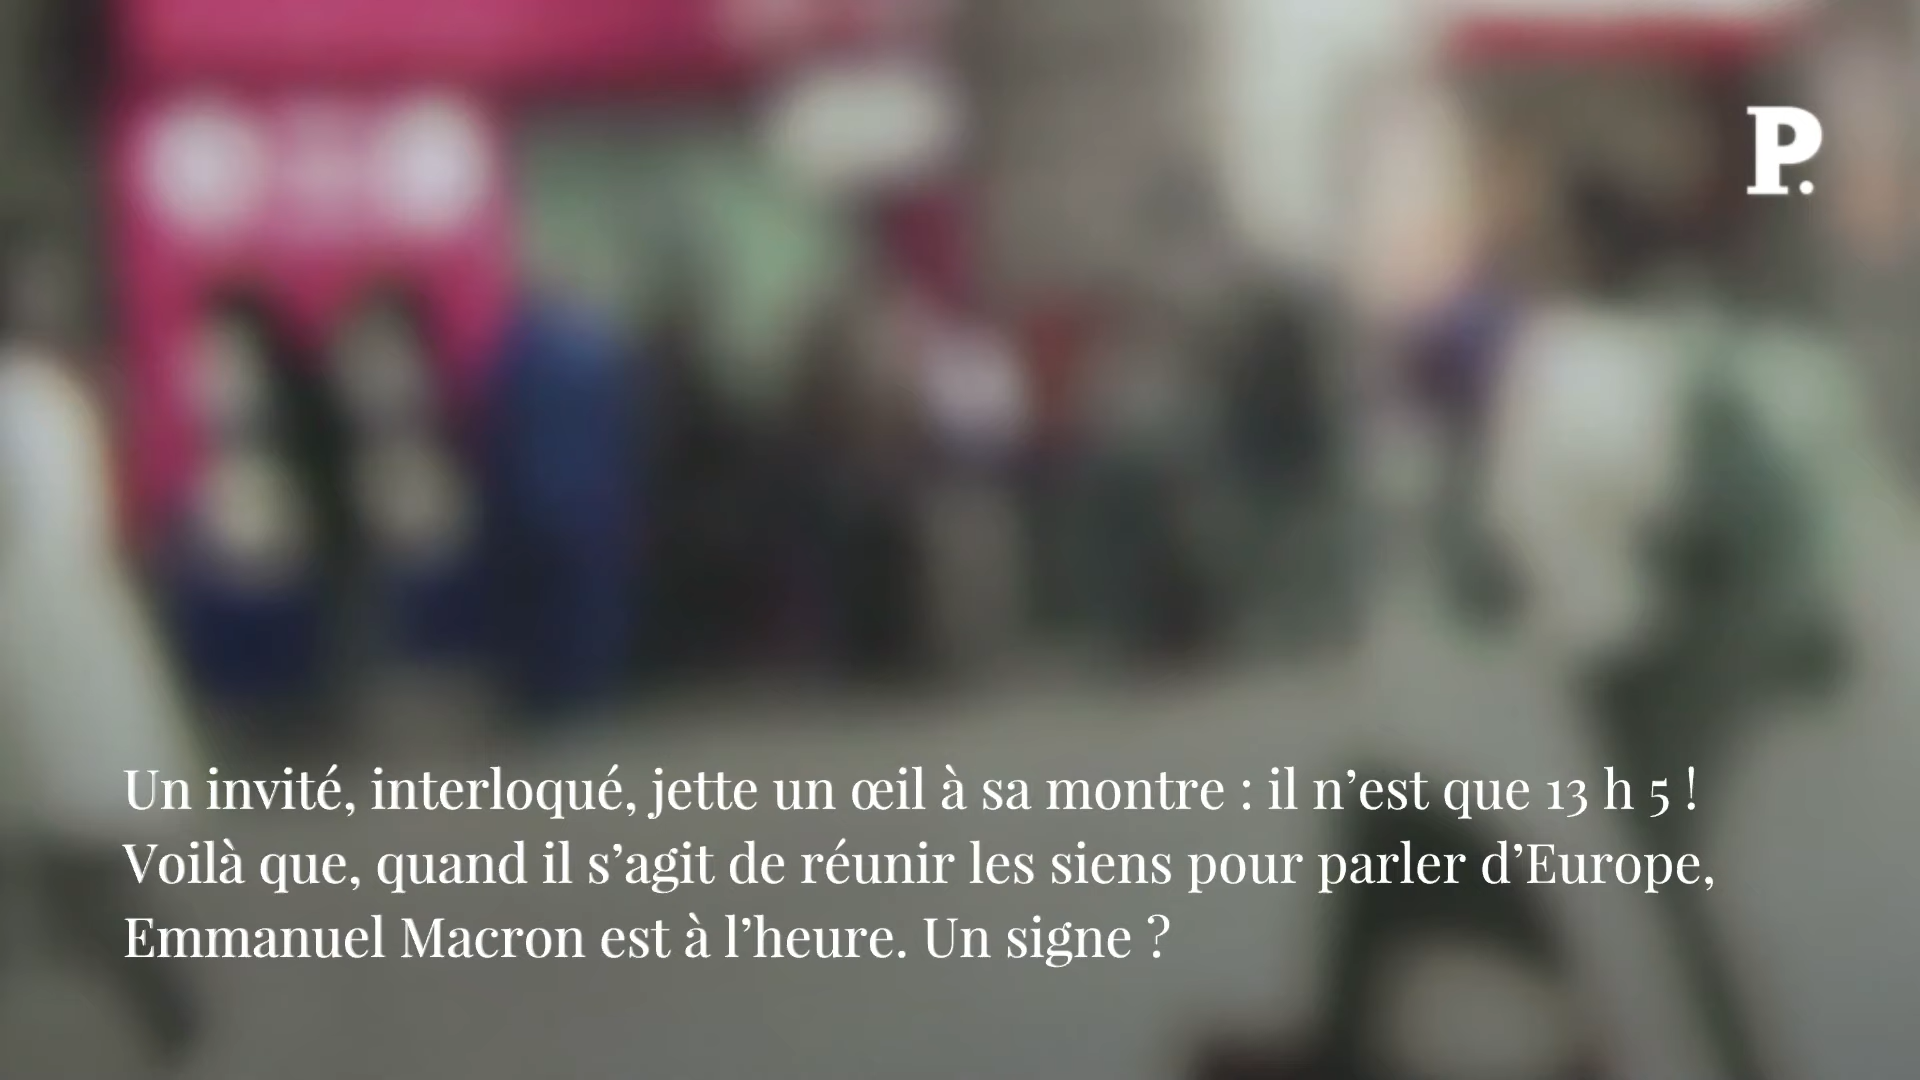 P.
Un invité, interloqué, jette un œil à sa montre : il n’est que 13 h 5 !
Voilà que, quand il s’agit de réunir les siens pour parler d’Europe,
Emmanuel Macron est à l’heure. Un signe ?